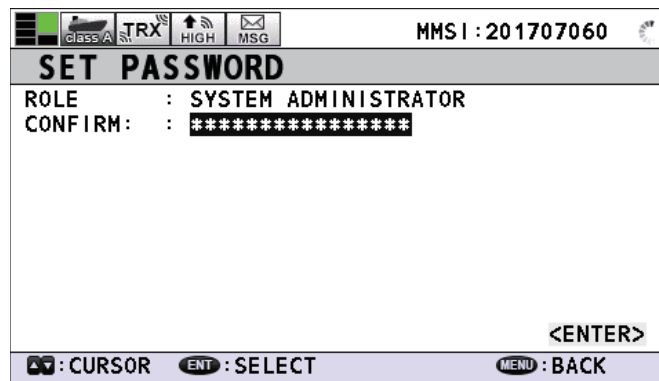 class A TRX HIGH MSG MMSI:201707060
SET PASSWORD
ROLE : SYSTEM ADMINISTRATOR
CONFIRM: : ****************
<ENTER>
▲▼:CURSOR ENT:SELECT MENU:BACK